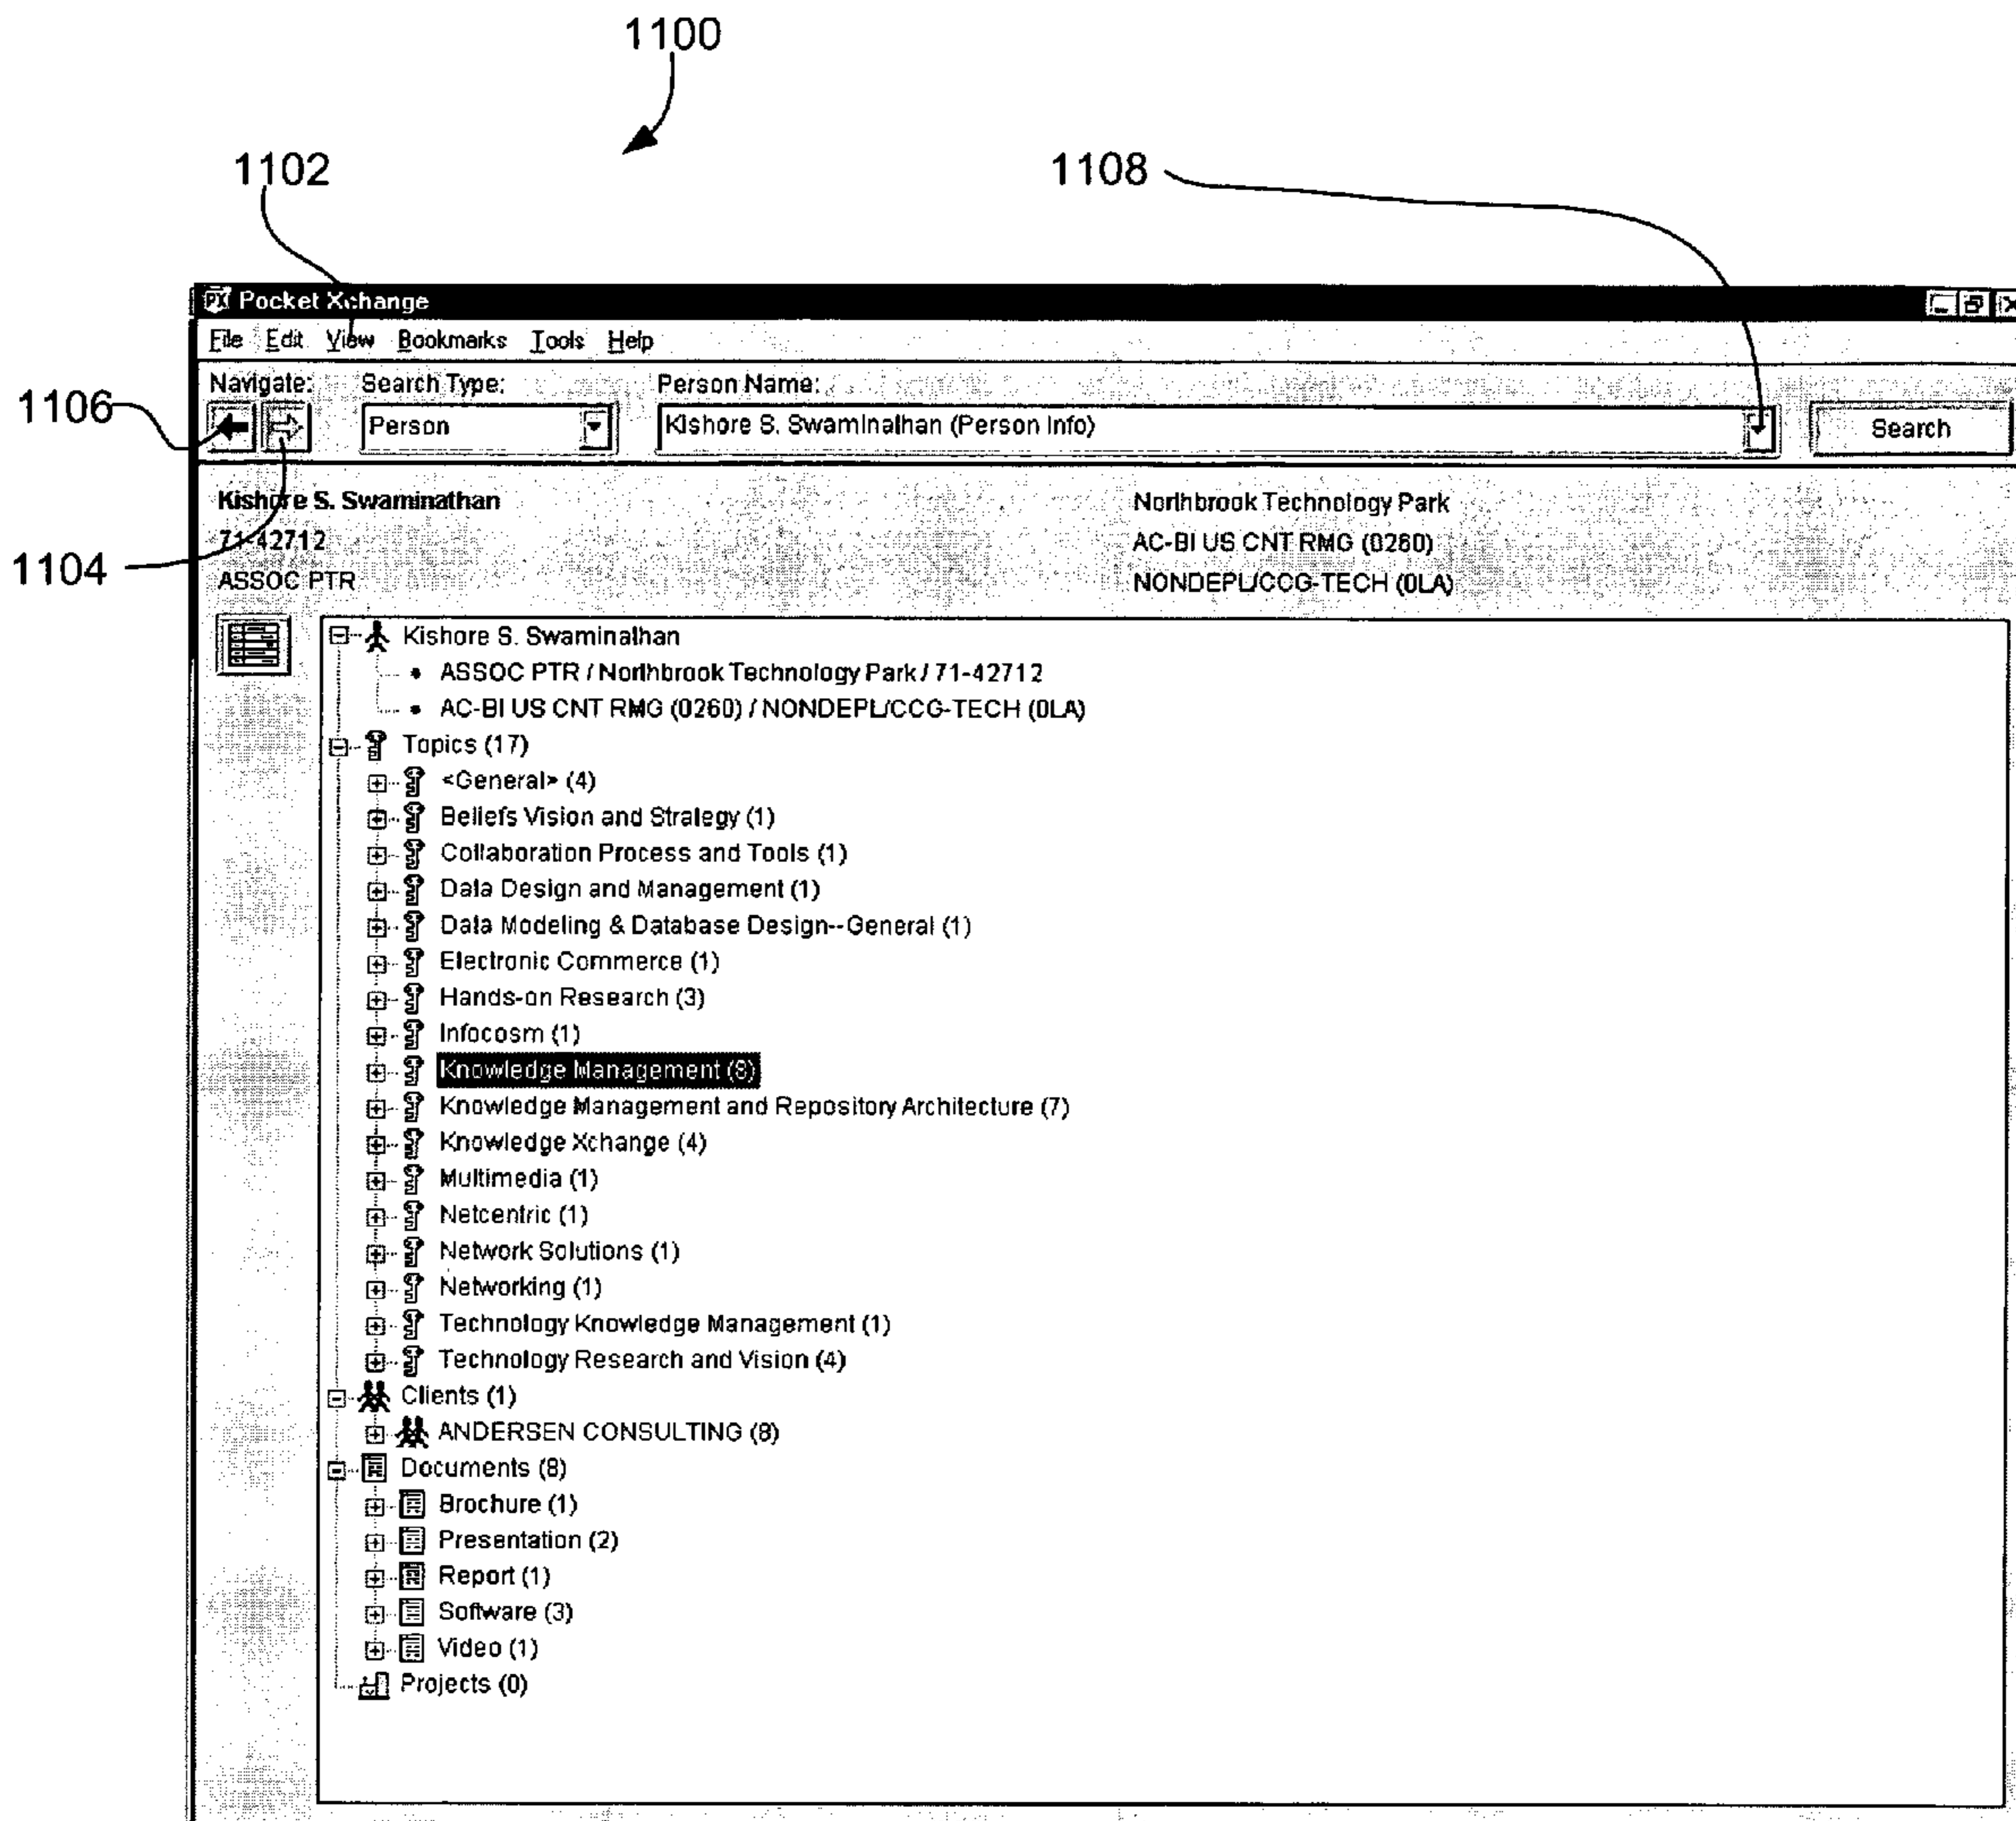 1100
1102
1108
PX Pocket Xchange
File Edit View Bookmarks Tools Help
Navigate: Search Type: Person Name:
1106
Person Kishore S. Swaminathan (Person Info) Search
Kishore S. Swaminathan Northbrook Technology Park
71-42712 AC-BI US CNT RMG (0260)
1104
ASSOC PTR NONDEPL/CCG-TECH (0LA)
Kishore S. Swaminathan
• ASSOC PTR / Northbrook Technology Park / 71-42712
• AC-BI US CNT RMG (0260) / NONDEPL/CCG-TECH (0LA)
Topics (17)
<General> (4)
Beliefs Vision and Strategy (1)
Collaboration Process and Tools (1)
Data Design and Management (1)
Data Modeling & Database Design--General (1)
Electronic Commerce (1)
Hands-on Research (3)
Infocosm (1)
Knowledge Management (8)
Knowledge Management and Repository Architecture (7)
Knowledge Xchange (4)
Multimedia (1)
Netcentric (1)
Network Solutions (1)
Networking (1)
Technology Knowledge Management (1)
Technology Research and Vision (4)
Clients (1)
ANDERSEN CONSULTING (8)
Documents (8)
Brochure (1)
Presentation (2)
Report (1)
Software (3)
Video (1)
Projects (0)